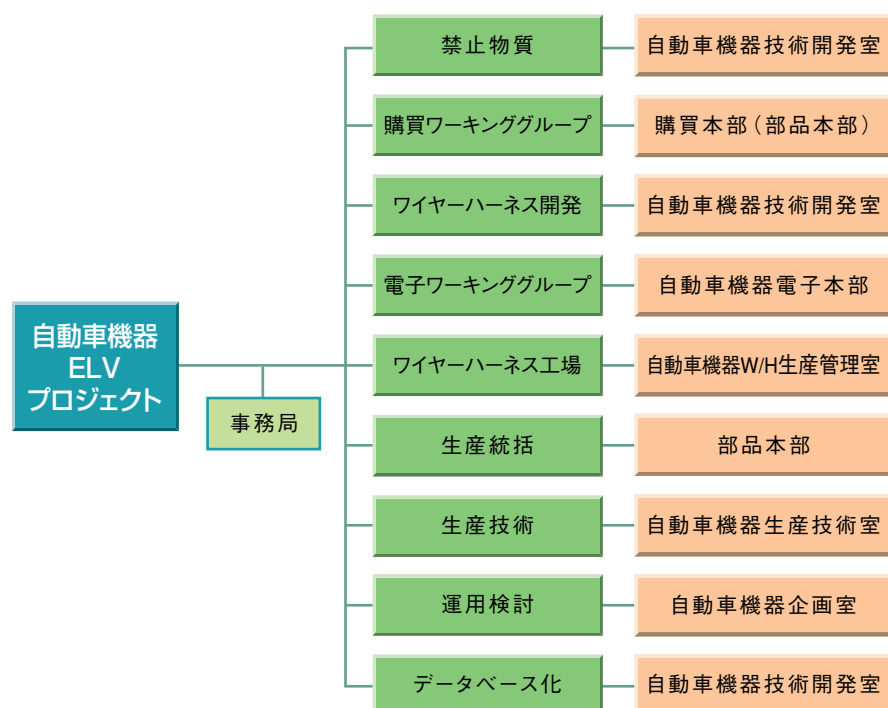 自動車機器
ELV
プロジェクト
事務局
禁止物質
自動車機器技術開発室
購買ワーキンググループ
購買本部（部品本部）
ワイヤーハーネス開発
自動車機器技術開発室
電子ワーキンググループ
自動車機器電子本部
ワイヤーハーネス工場
自動車機器W/H生産管理室
生産統括
部品本部
生産技術
自動車機器生産技術室
運用検討
自動車機器企画室
データベース化
自動車機器技術開発室